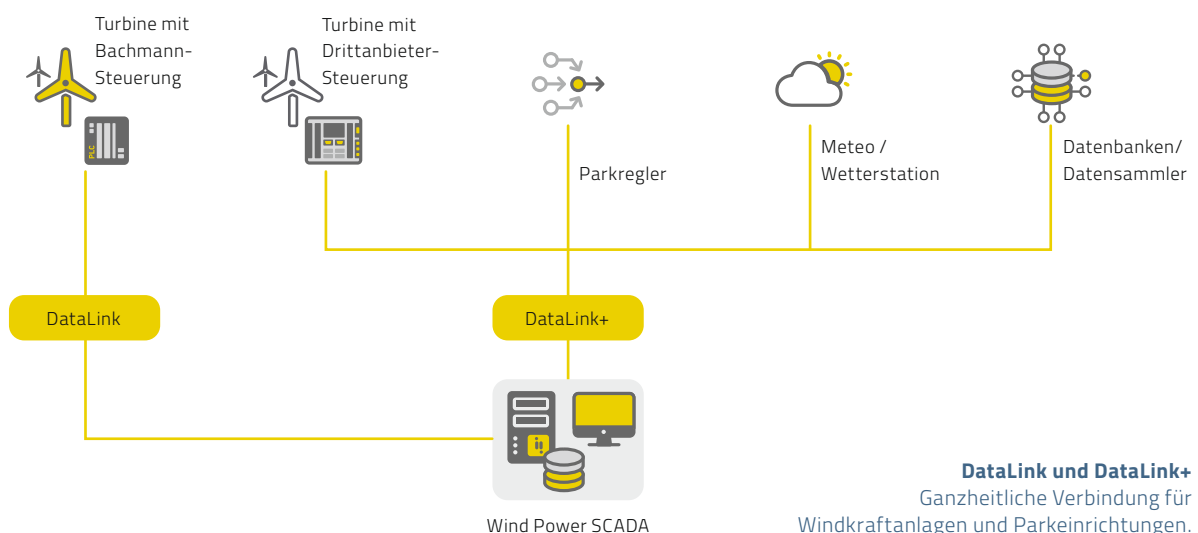 Turbine mit
Bachmann-
Steuerung
Turbine mit
Drittanbieter-
Steuerung
PLC
Parkregler
Meteo /
Wetterstation
Datenbanken/
Datensammler
DataLink
DataLink+
Wind Power SCADA
DataLink und DataLink+
Ganzheitliche Verbindung für
Windkraftanlagen und Parkeinrichtungen.